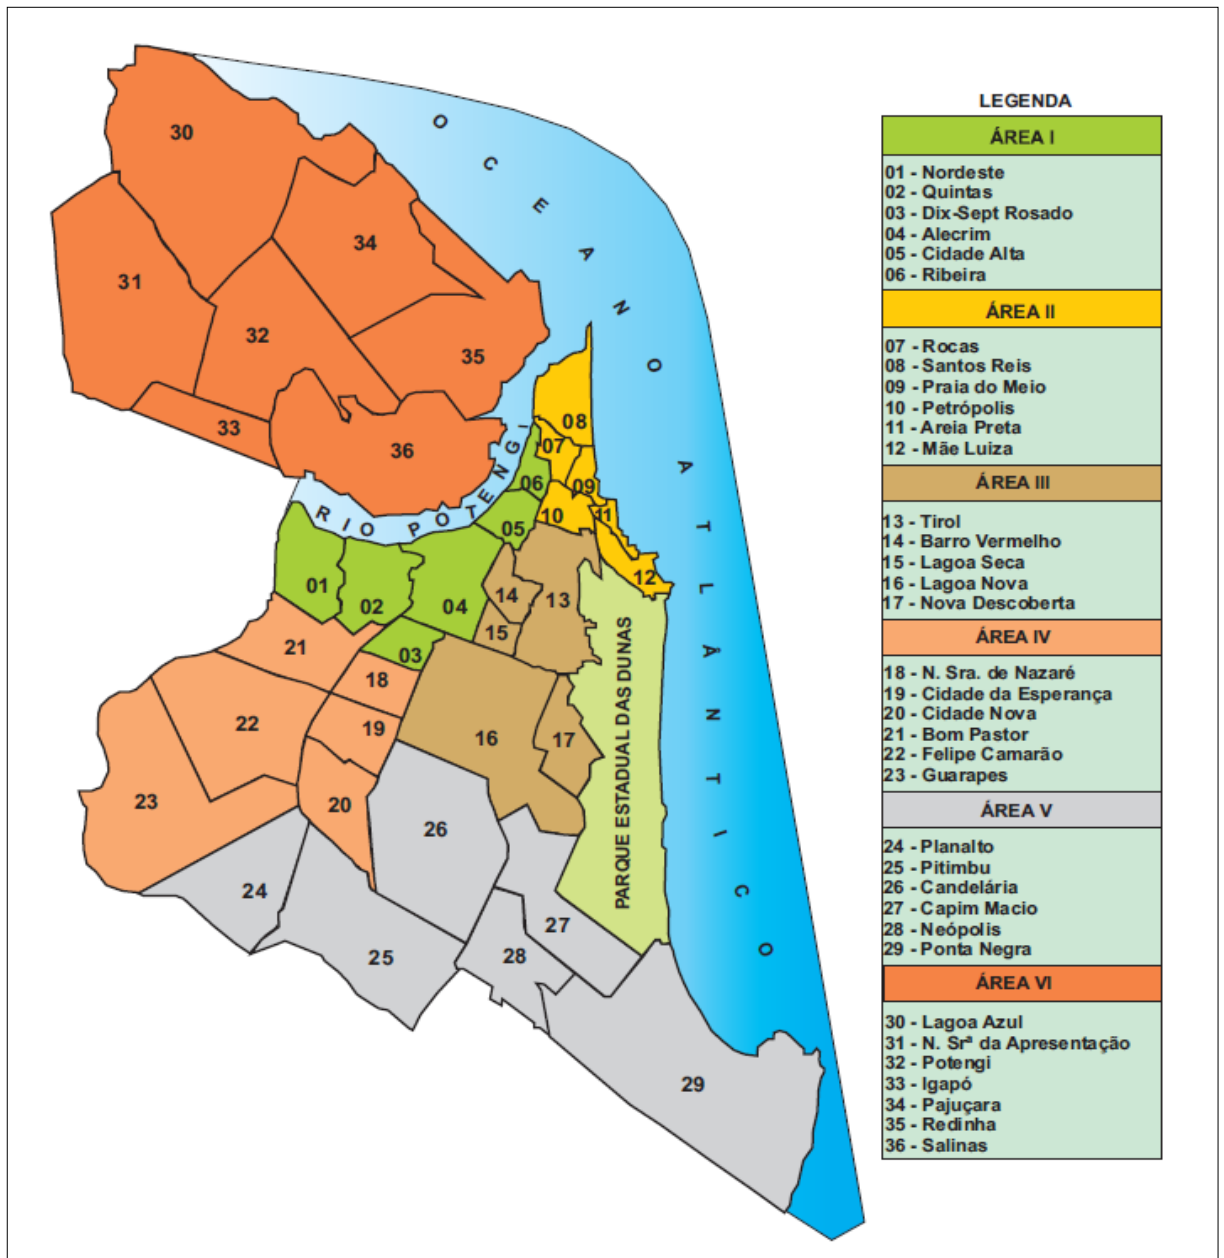 OCEANO ATLÂNTICO
RIO POTENGI
PARQUE ESTADUAL DAS DUNAS
30
34
31
32
35
33
36
08
07
06
09
10
11
05
12
01
02
04
14
13
15
03
21
18
22
19
16
17
23
20
26
24
25
27
28
29
LEGENDA
ÁREA I
01 - Nordeste
02 - Quintas
03 - Dix-Sept Rosado
04 - Alecrim
05 - Cidade Alta
06 - Ribeira
ÁREA II
07 - Rocas
08 - Santos Reis
09 - Praia do Meio
10 - Petrópolis
11 - Areia Preta
12 - Mãe Luiza
ÁREA III
13 - Tirol
14 - Barro Vermelho
15 - Lagoa Seca
16 - Lagoa Nova
17 - Nova Descoberta
ÁREA IV
18 - N. Sra. de Nazaré
19 - Cidade da Esperança
20 - Cidade Nova
21 - Bom Pastor
22 - Felipe Camarão
23 - Guarapes
ÁREA V
24 - Planalto
25 - Pitimbu
26 - Candelária
27 - Capim Macio
28 - Neópolis
29 - Ponta Negra
ÁREA VI
30 - Lagoa Azul
31 - N. Srª da Apresentação
32 - Potengi
33 - Igapó
34 - Pajuçara
35 - Redinha
36 - Salinas